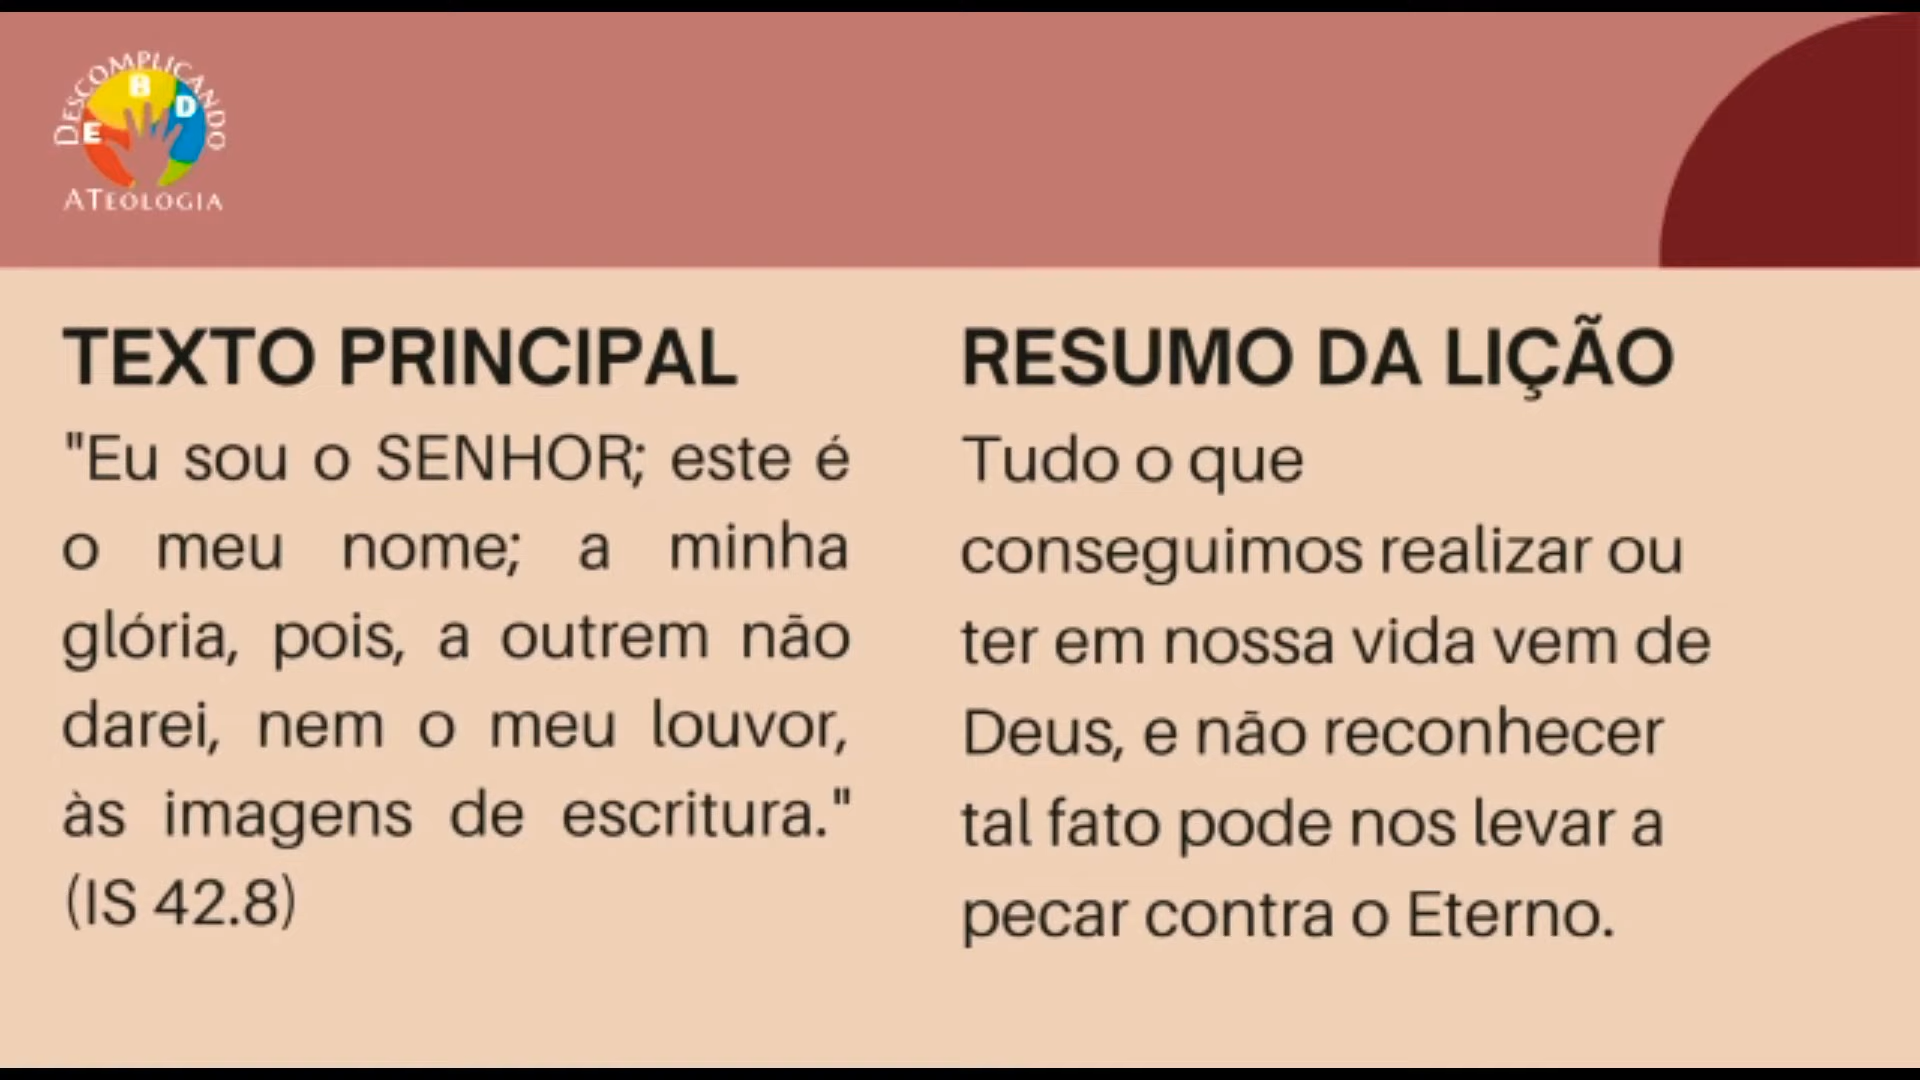 DESCOMPLICANDO
E B D
ATEOLOGIA
TEXTO PRINCIPAL
"Eu sou o SENHOR; este é
o meu nome; a minha
glória, pois, a outrem não
darei, nem o meu louvor,
às imagens de escritura."
(IS 42.8)
RESUMO DA LIÇÃO
Tudo o que
conseguimos realizar ou
ter em nossa vida vem de
Deus, e não reconhecer
tal fato pode nos levar a
pecar contra o Eterno.